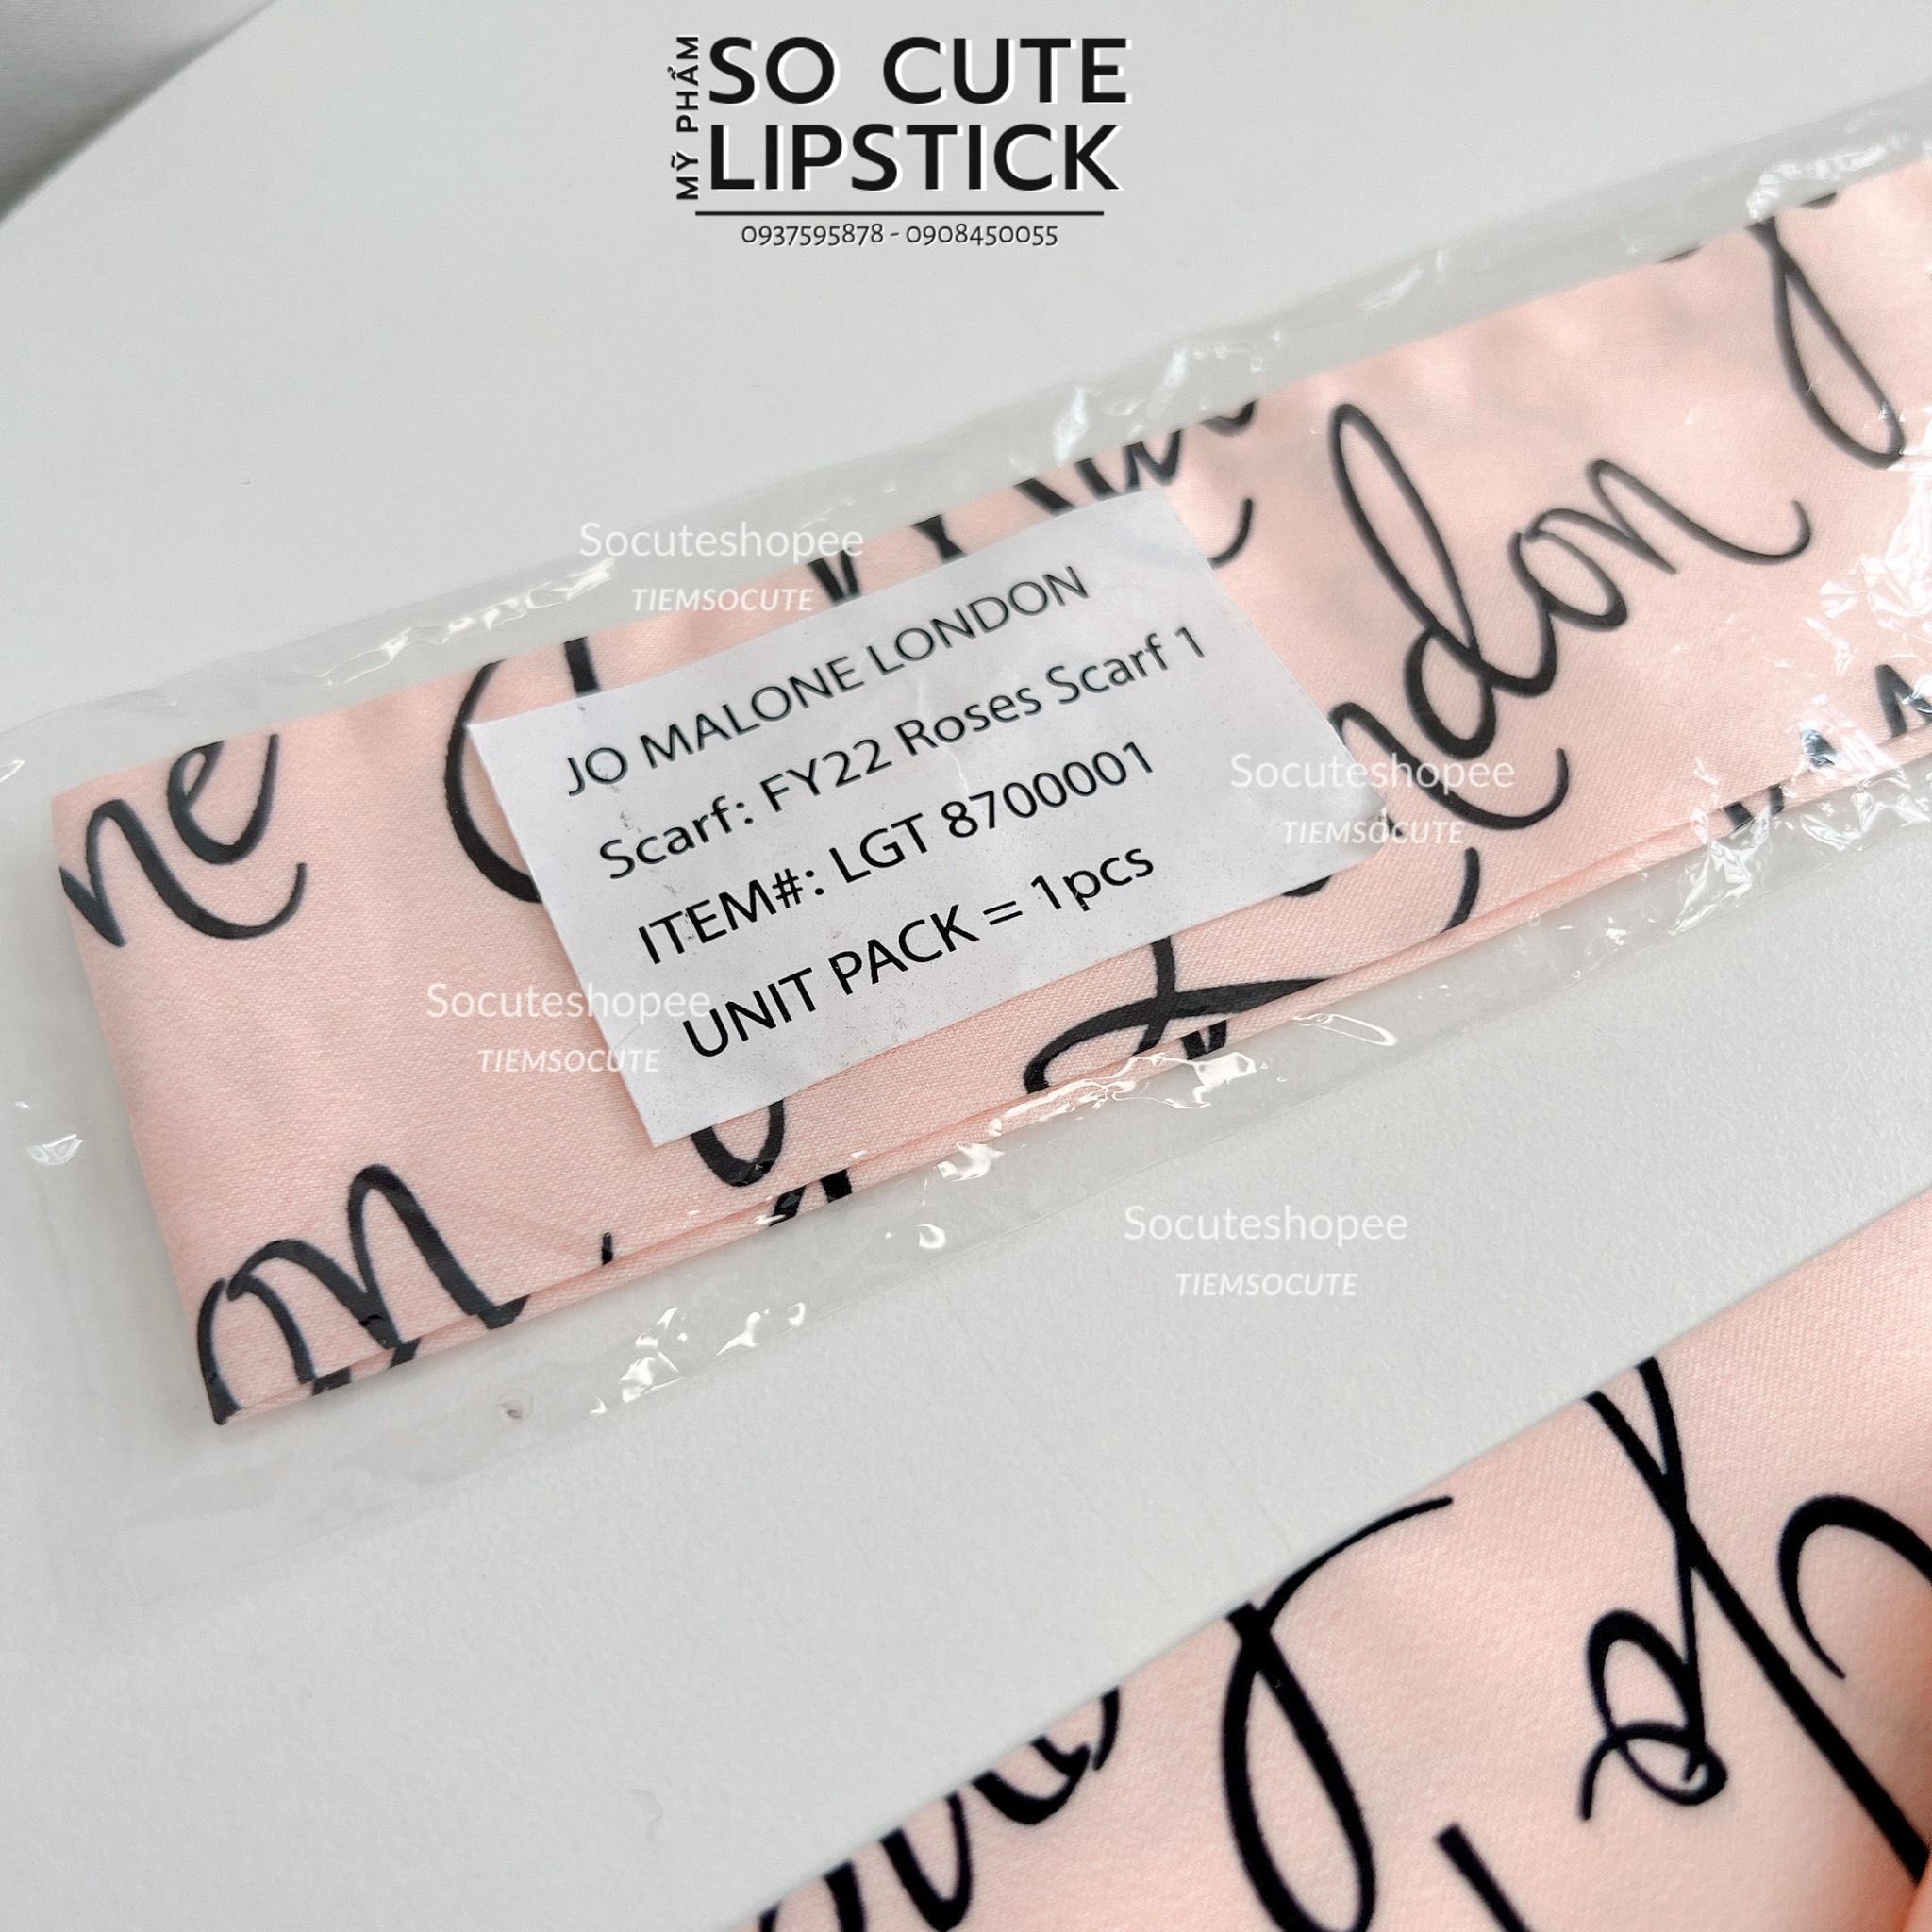 MỸ PHẨM
SO CUTE
LIPSTICK
0937595878 - 0908450055
Socuteshopee
TIEMSOCUTE
JO MALONE LONDON
Scarf: FY22 Roses Scarf 1
ITEM#: LGT 8700001
UNIT PACK = 1pcs
London
ne
Socuteshopee
TIEMSOCUTE
Socuteshopee
TIEMSOCUTE
Socuteshopee
TIEMSOCUTE